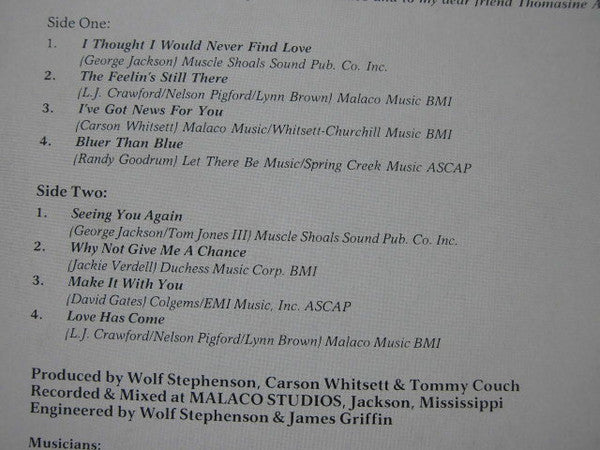 and to my dear friend Thomasine A
Side One:
1. I Thought I Would Never Find Love
(George Jackson) Muscle Shoals Sound Pub. Co. Inc.
2. The Feelin's Still There
(L.J. Crawford/Nelson Pigford/Lynn Brown) Malaco Music BMI
3. I've Got News For You
(Carson Whitsett) Malaco Music/Whitsett-Churchill Music BMI
4. Bluer Than Blue
(Randy Goodrum) Let There Be Music/Spring Creek Music ASCAP
Side Two:
1. Seeing You Again
(George Jackson/Tom Jones III) Muscle Shoals Sound Pub. Co. Inc.
2. Why Not Give Me A Chance
(Jackie Verdell) Duchess Music Corp. BMI
3. Make It With You
(David Gates) Colgems/EMI Music, Inc. ASCAP
4. Love Has Come
(L.J. Crawford/Nelson Pigford/Lynn Brown) Malaco Music BMI
Produced by Wolf Stephenson, Carson Whitsett & Tommy Couch
Recorded & Mixed at MALACO STUDIOS, Jackson, Mississippi
Engineered by Wolf Stephenson & James Griffin
Musicians: